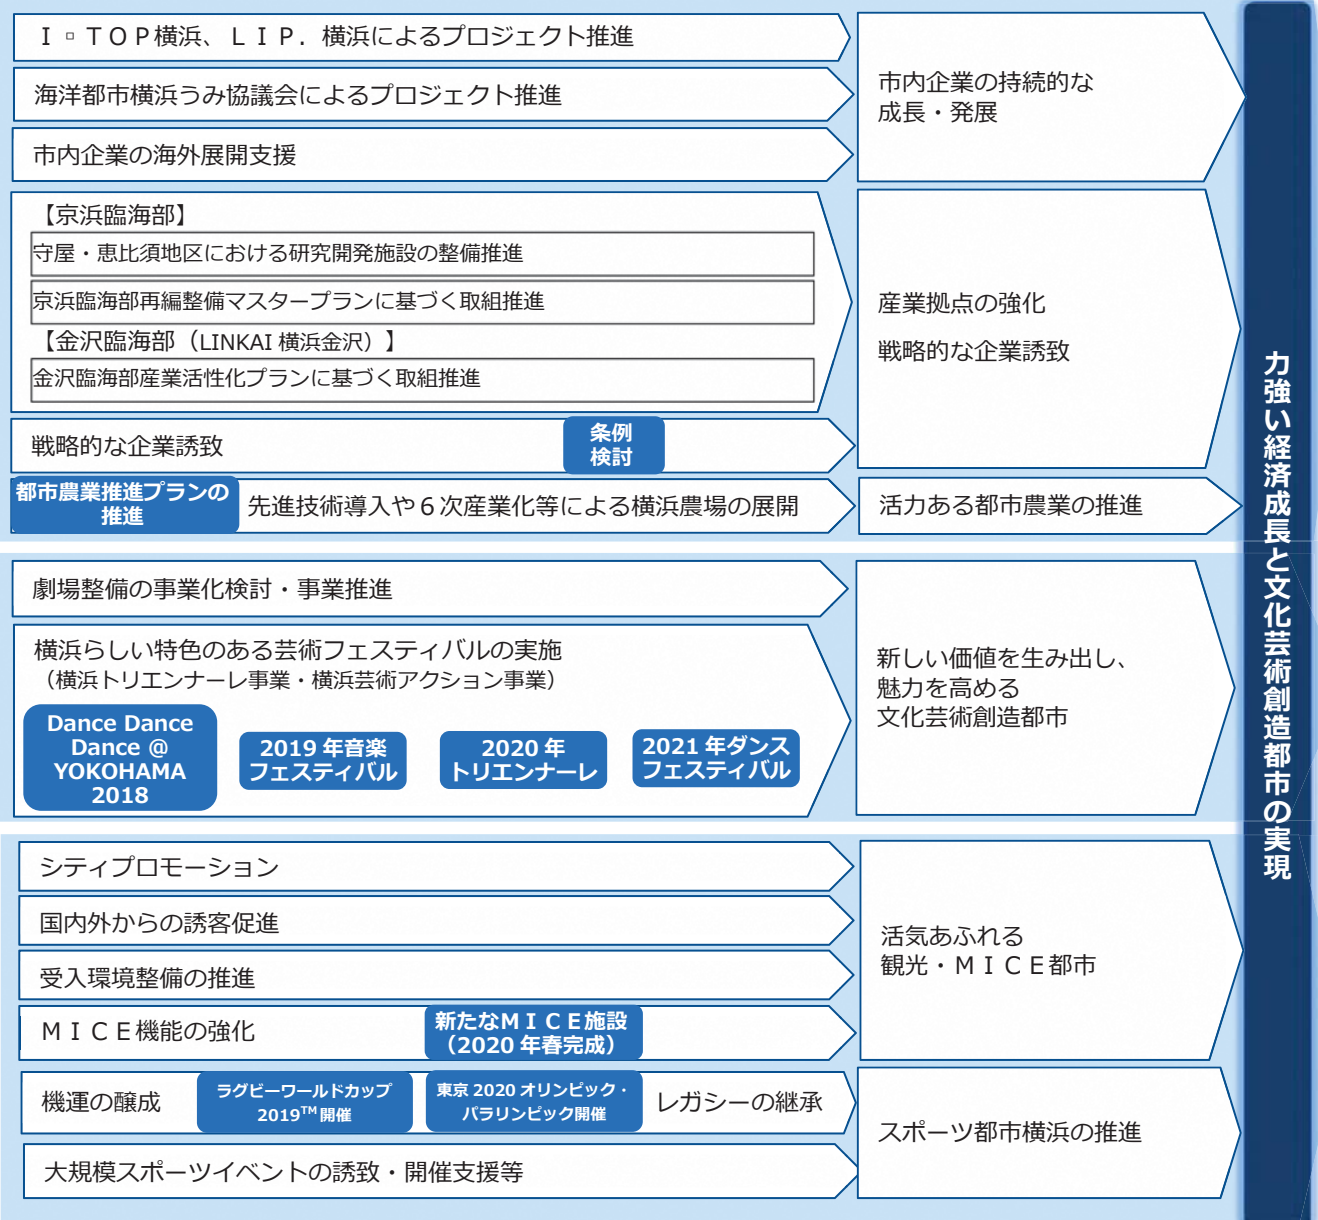 Ｉ▫ＴＯＰ横浜、ＬＩＰ．横浜によるプロジェクト推進
海洋都市横浜うみ協議会によるプロジェクト推進
市内企業の海外展開支援
市内企業の持続的な
成長・発展
【京浜臨海部】
守屋・恵比須地区における研究開発施設の整備推進
京浜臨海部再編整備マスタープランに基づく取組推進
【金沢臨海部（LINKAI 横浜金沢）】
金沢臨海部産業活性化プランに基づく取組推進
戦略的な企業誘致
条例
検討
産業拠点の強化
戦略的な企業誘致
都市農業推進プランの
推進
先進技術導入や６次産業化等による横浜農場の展開
活力ある都市農業の推進
劇場整備の事業化検討・事業推進
横浜らしい特色のある芸術フェスティバルの実施
（横浜トリエンナーレ事業・横浜芸術アクション事業）
Dance Dance
Dance @
YOKOHAMA
2018
2019 年音楽
フェスティバル
2020 年
トリエンナーレ
2021 年ダンス
フェスティバル
新しい価値を生み出し、
魅力を高める
文化芸術創造都市
シティプロモーション
国内外からの誘客促進
受入環境整備の推進
ＭＩＣＥ機能の強化
新たなＭＩＣＥ施設
（2020 年春完成）
活気あふれる
観光・ＭＩＣＥ都市
機運の醸成
ラグビーワールドカップ
2019™ 開催
東京 2020 オリンピック・
パラリンピック開催
レガシーの継承
大規模スポーツイベントの誘致・開催支援等
スポーツ都市横浜の推進
力強い経済成長と文化芸術創造都市の実現